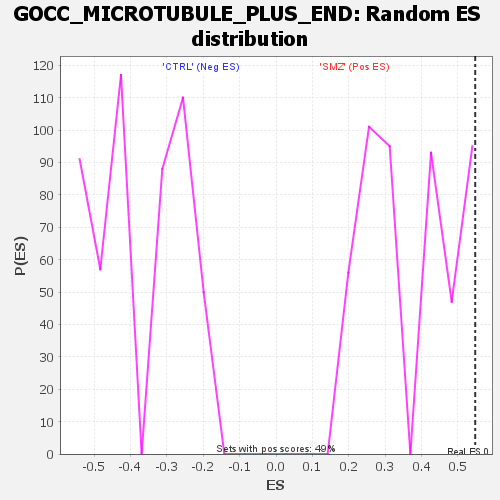 GOCC_MICROTUBULE_PLUS_END: Random ES
distribution
'CTRL' (Neg ES) 'SMZ' (Pos ES)
120
110
100
90
80
70
60
50
40
30
20
10
0
P(ES)
Sets with pos scores: 49%
Real ES 0
-0.5 -0.4 -0.3 -0.2 -0.1 0.0 0.1 0.2 0.3 0.4 0.5
ES